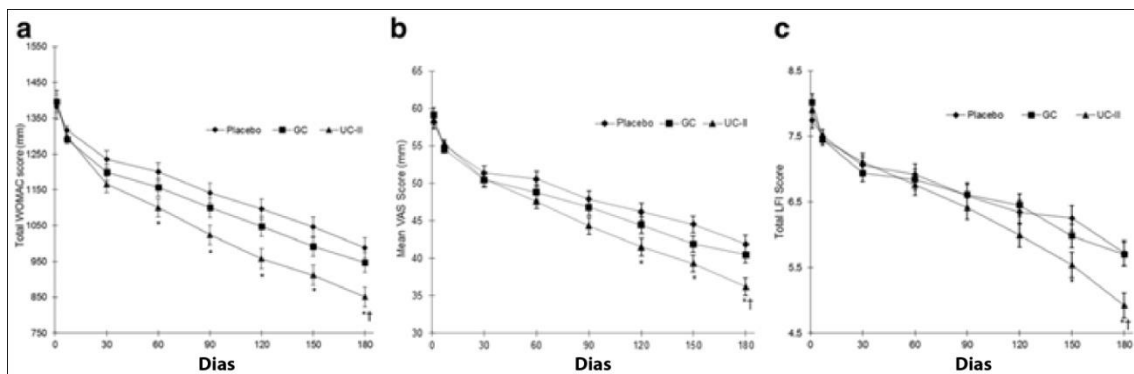 a
1550
1450
1350
1250
1150
1050
950
850
750
Total WOMAC score (mm)
Placebo GC UC-II
* * * * *†
0 30 60 90 120 150 180
Dias
b
65
60
55
50
45
40
35
30
Mean VAS Score (mm)
Placebo GC UC-II
* * *†
0 30 60 90 120 150 180
Dias
c
8.5
7.5
6.5
5.5
4.5
Total LFI Score
Placebo GC UC-II
* *†
0 30 60 90 120 150 180
Dias